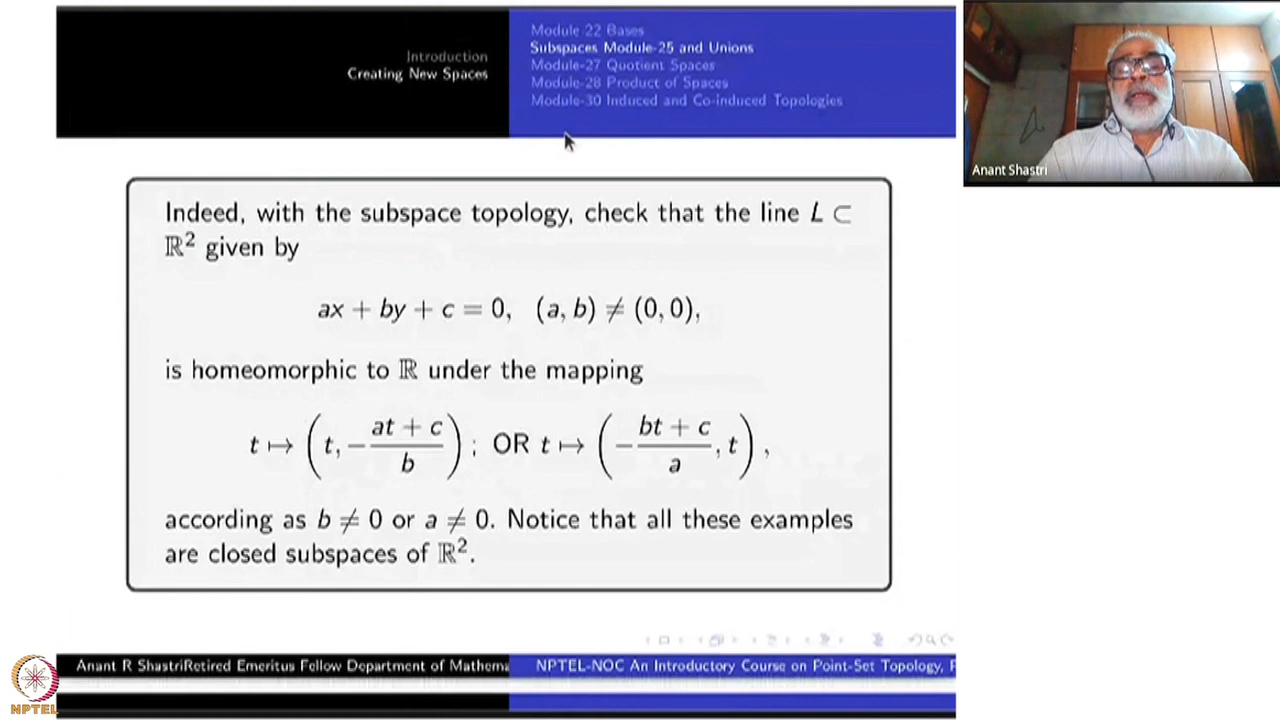 Introduction
Creating New Spaces
Module 22 Bases
Subspaces Module-25 and Unions
Module-27 Quotient Spaces
Module-28 Product of Spaces
Module-30 Induced and Co-induced Topologies
Anant Shastri
Indeed, with the subspace topology, check that the line L ⊂
ℝ² given by
ax + by + c = 0, (a, b) ≠ (0, 0),
is homeomorphic to ℝ under the mapping
t ↦ (t, −(at + c)/b); OR t ↦ (−(bt + c)/a, t),
according as b ≠ 0 or a ≠ 0. Notice that all these examples
are closed subspaces of ℝ².
Anant R ShastriRetired Emeritus Fellow Department of Mathema
NPTEL-NOC An Introductory Course on Point-Set Topology, P
NPTEL